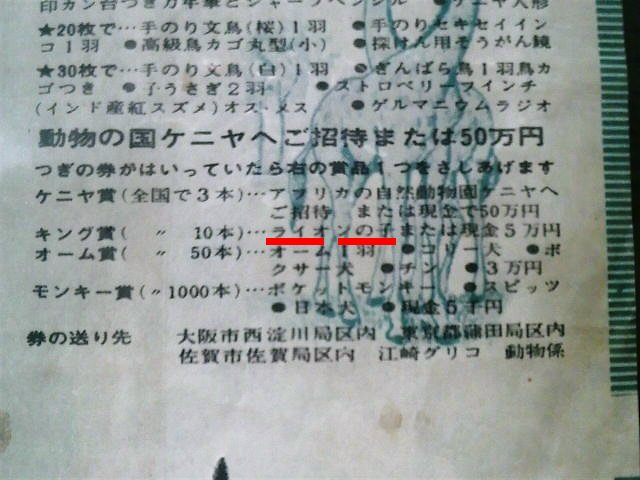 印カン台つき万年筆とシャープペンシル ●ケニヤ人形
★20枚で…手のり文鳥(桜)1羽 ●手のりセキセイイン
コ1羽 ●高級鳥カゴ丸型(小) ●探けん用そうがん鏡
★30枚で…手のり文鳥(白)1羽 ●ぎんぱら鳥1羽鳥カ
ゴつき ●子うさぎ2羽 ●ストロベリーフインチ
(インド産紅スズメ)オス・メス ●ゲルマニウムラジオ
動物の国ケニヤへご招待または50万円
つぎの券がはいっていたら右の賞品1つをさしあげます
ケニヤ賞(全国で3本)…アフリカの自然動物園ケニヤへ
ご招待 または現金で50万円
キング賞(〃 10本)…ライオンの子または現金5万円
オーム賞(〃 50本)…オーム1羽 ●コリー犬 ●ボ
クサー犬 ●チン ●3万円
モンキー賞(〃1000本)…ポケットモンキー ●スピッツ
●日本犬 ●現金5千円
券の送り先 大阪市西淀川局区内 東京都蒲田局区内
佐賀市佐賀局区内 江崎グリコ 動物係